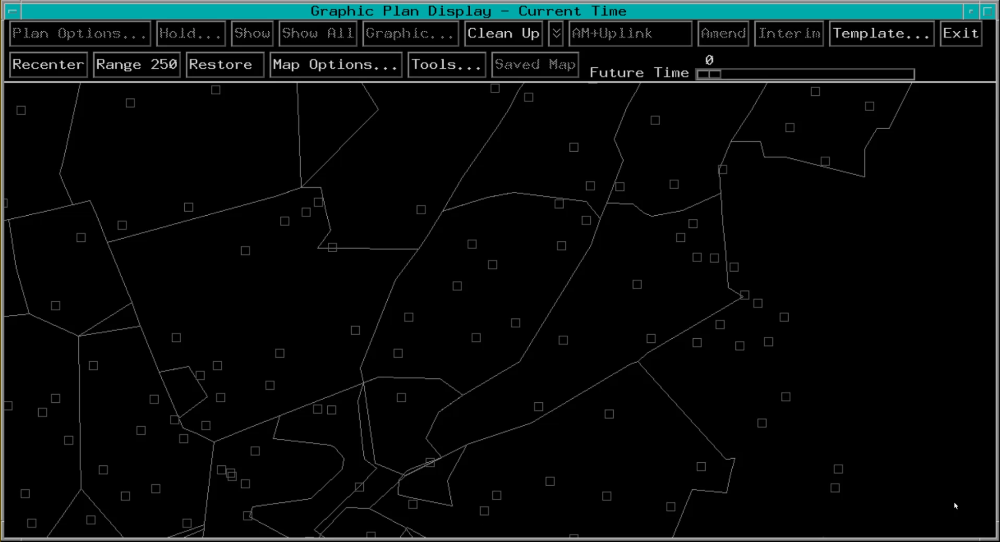 Graphic Plan Display - Current Time
Plan Options... Hold... Show Show All Graphic... Clean Up AM+Uplink Amend Interim Template... Exit
Recenter Range 250 Restore Map Options... Tools... Saved Map Future Time 0